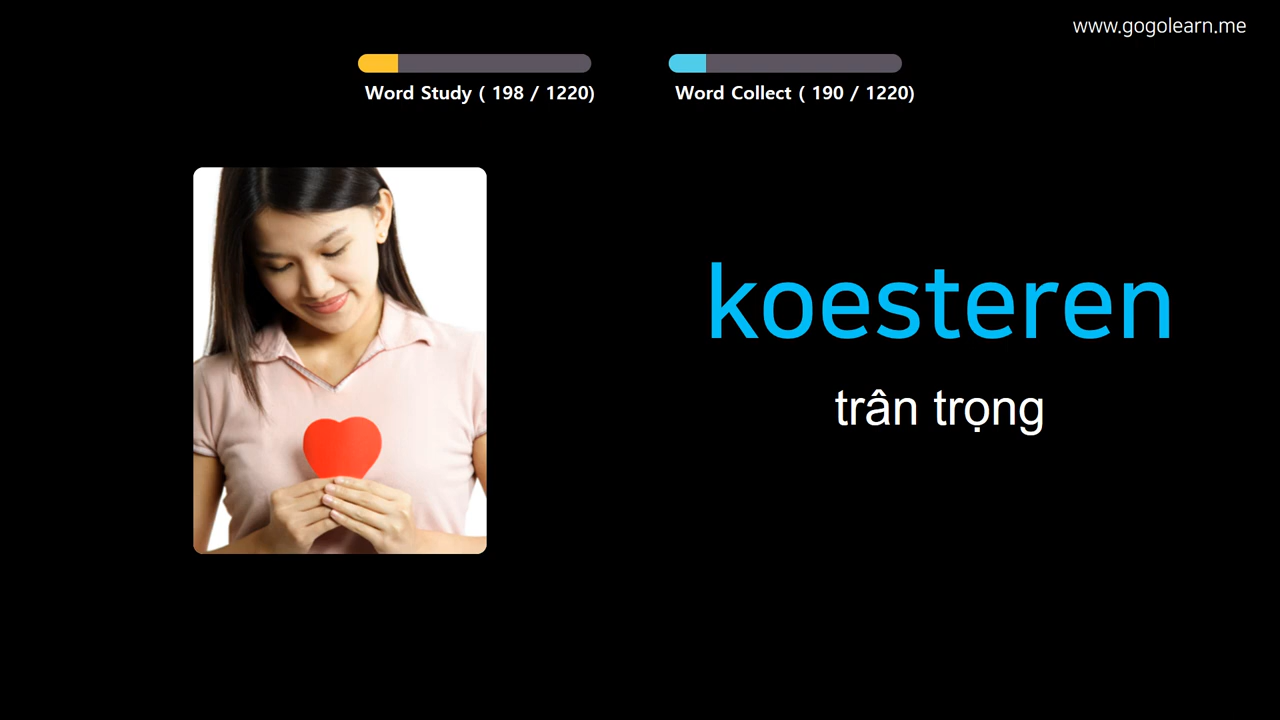 www.gogolearn.me
Word Study ( 198 / 1220)
Word Collect ( 190 / 1220)
koesteren
trân trọng